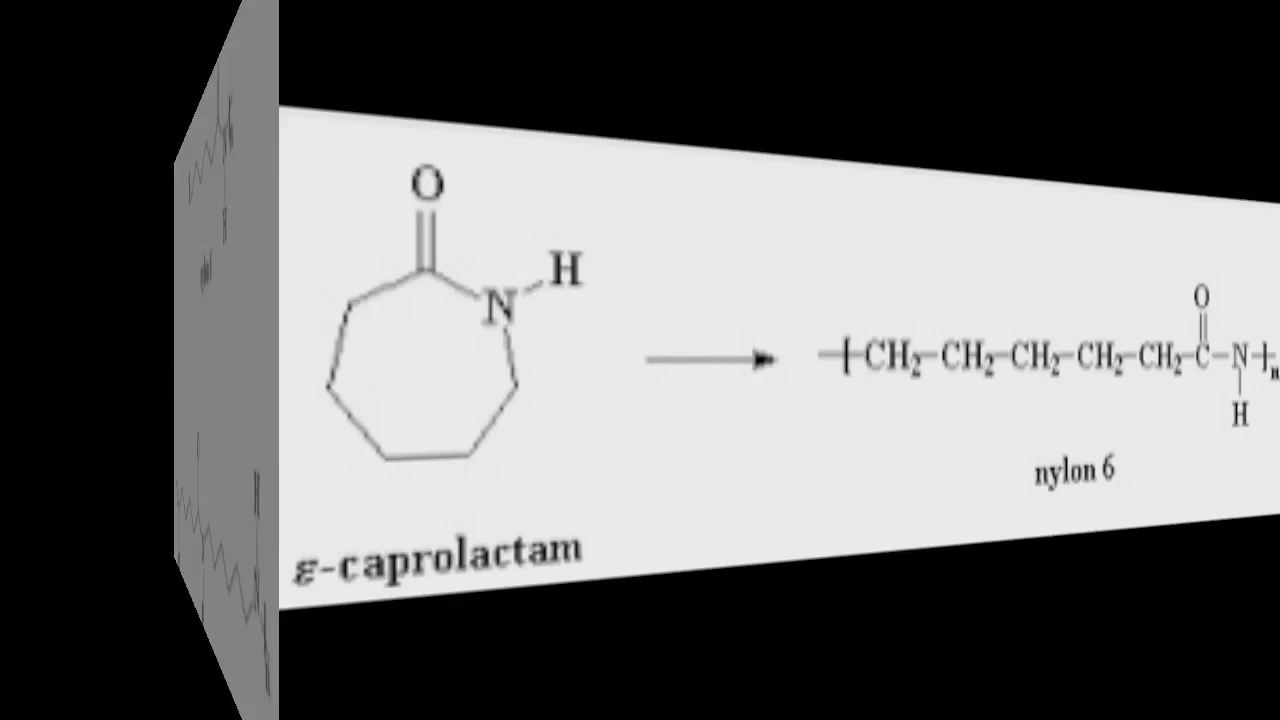 O
H
N
O
–[–CH₂–CH₂–CH₂–CH₂–CH₂–C–N–]–ₙ
H
nylon 6
ε-caprolactam